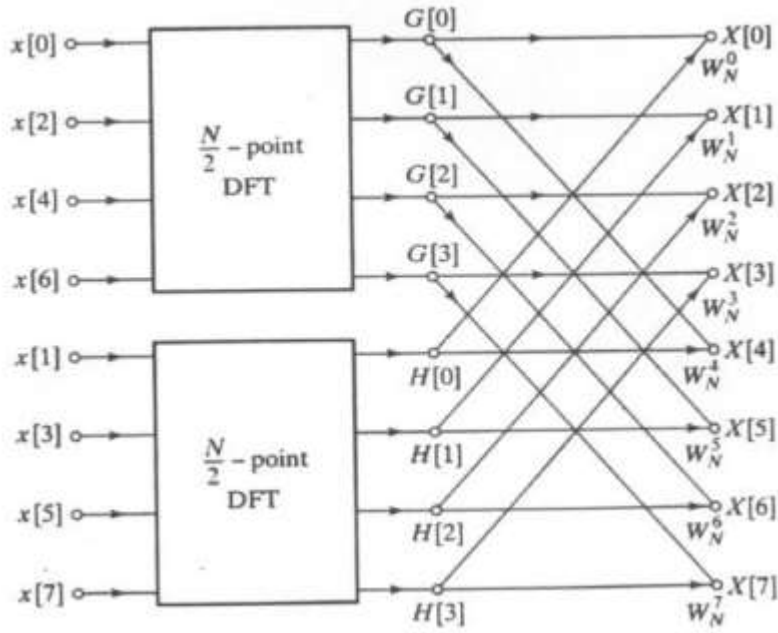 G[0]
x[0]
X[0]
W_N^0
G[1]
x[2]
X[1]
W_N^1
N/2 – point
DFT
G[2]
x[4]
X[2]
W_N^2
G[3]
x[6]
X[3]
W_N^3
x[1]
H[0]
X[4]
W_N^4
x[3]
N/2 – point
DFT
H[1]
X[5]
W_N^5
x[5]
H[2]
X[6]
W_N^6
x[7]
H[3]
X[7]
W_N^7